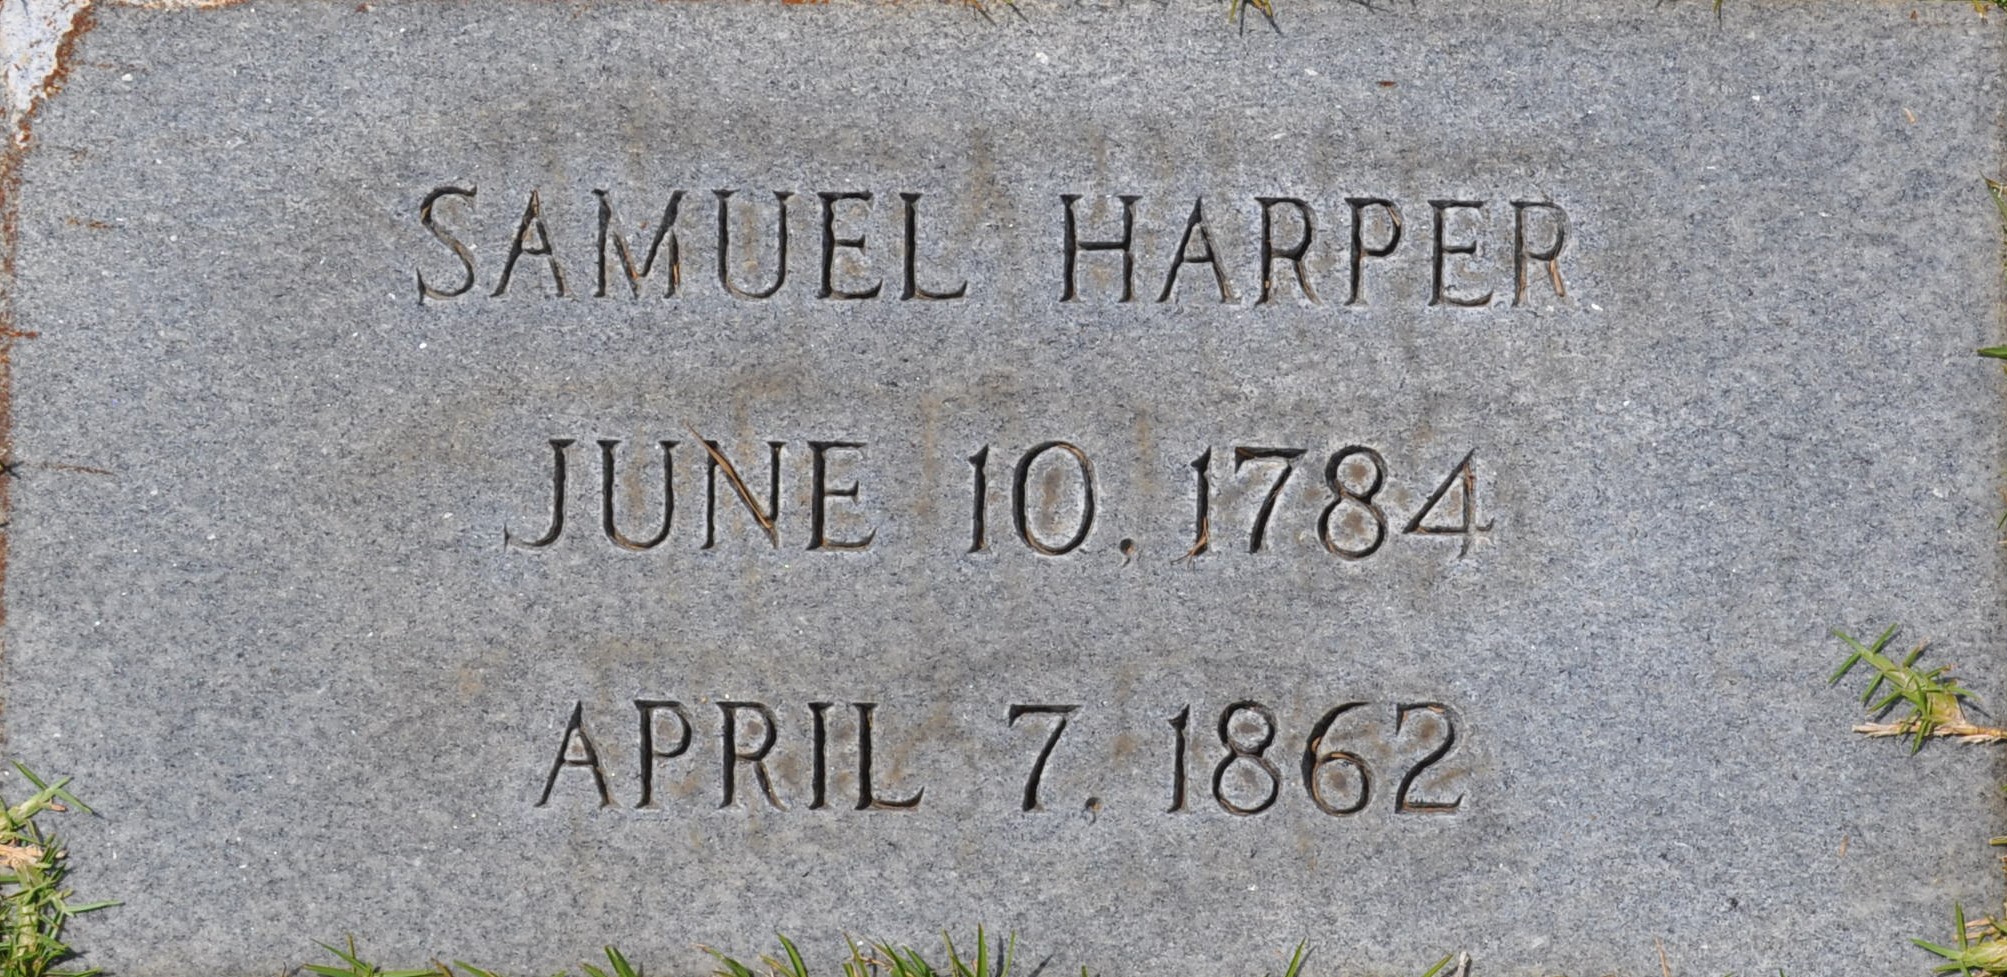 SAMUEL HARPER
JUNE 10, 1784
APRIL 7, 1862